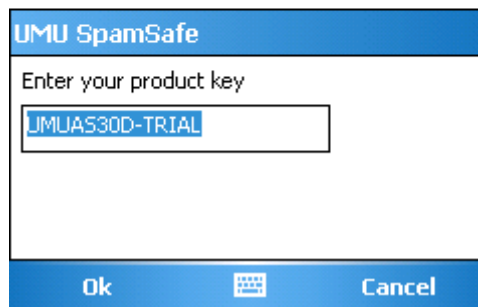 UMU SpamSafe
Enter your product key
UMUAS30D-TRIAL
Ok Cancel